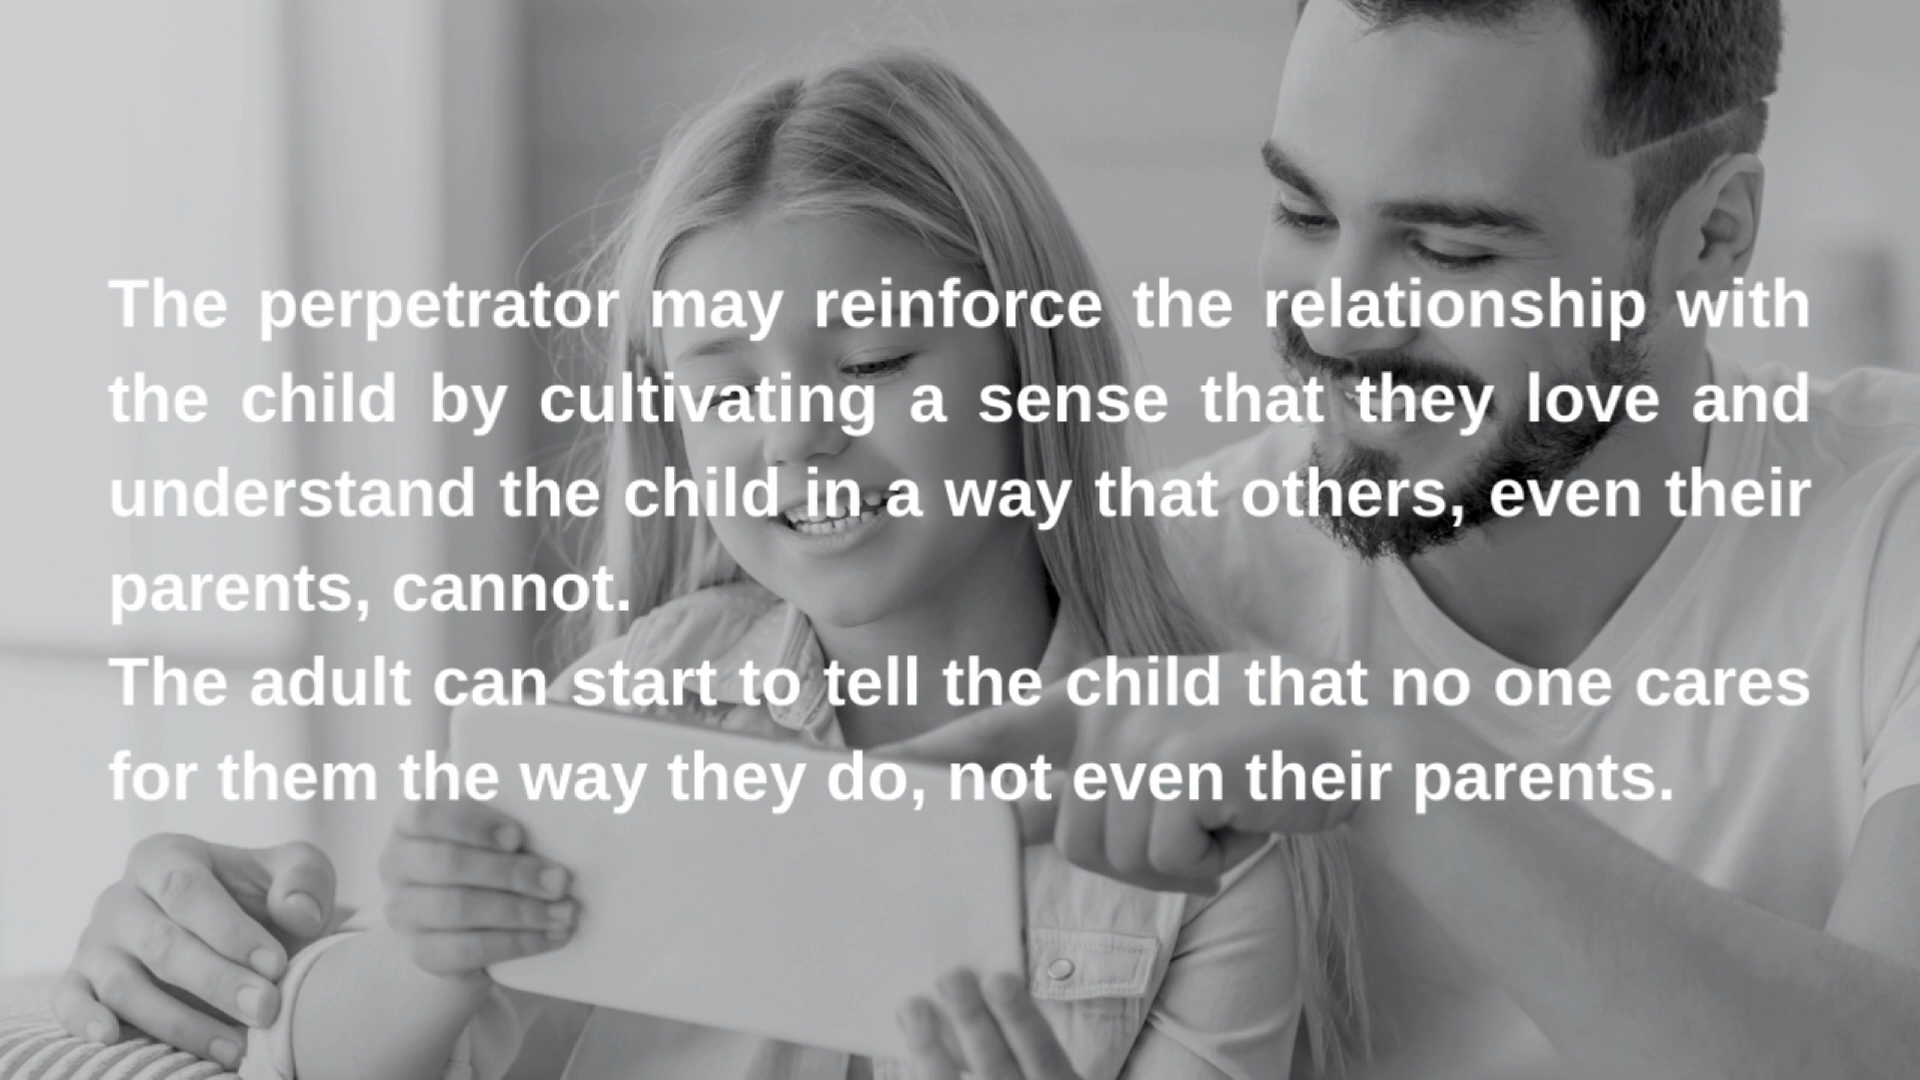 The perpetrator may reinforce the relationship with
the child by cultivating a sense that they love and
understand the child in a way that others, even their
parents, cannot.
The adult can start to tell the child that no one cares
for them the way they do, not even their parents.